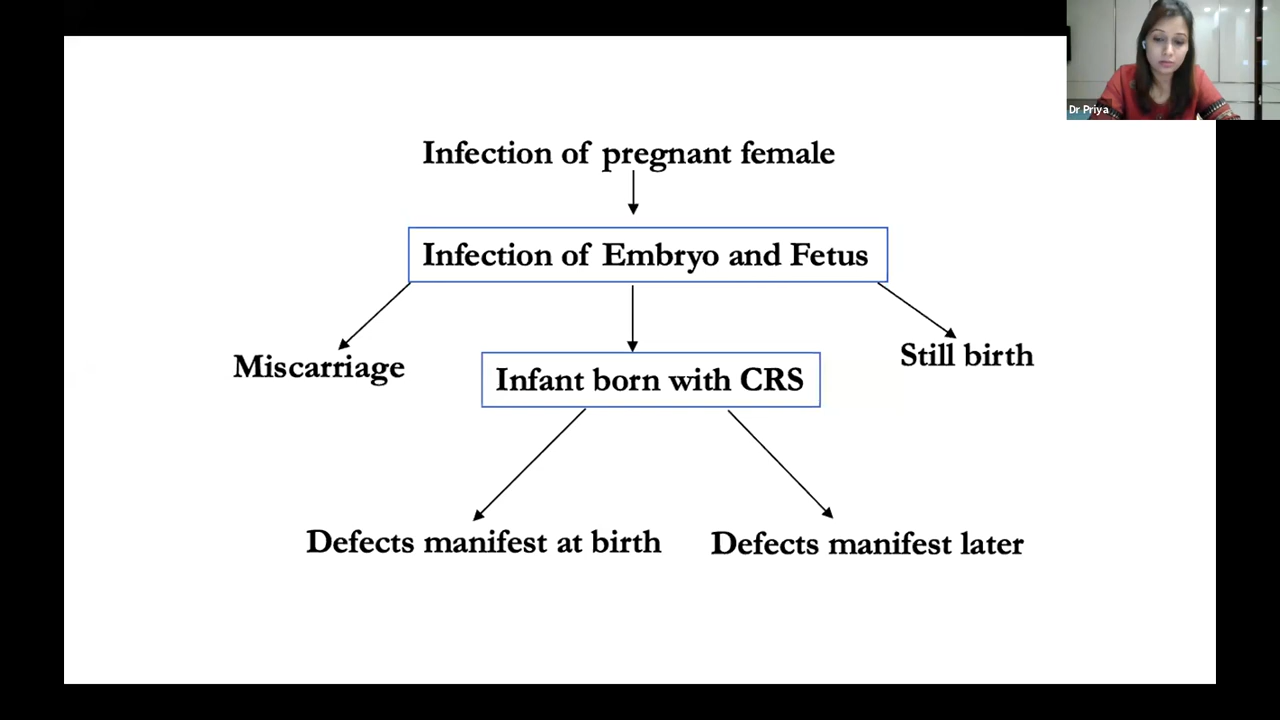 Dr Priya
Infection of pregnant female
Infection of Embryo and Fetus
Miscarriage
Still birth
Infant born with CRS
Defects manifest at birth
Defects manifest later